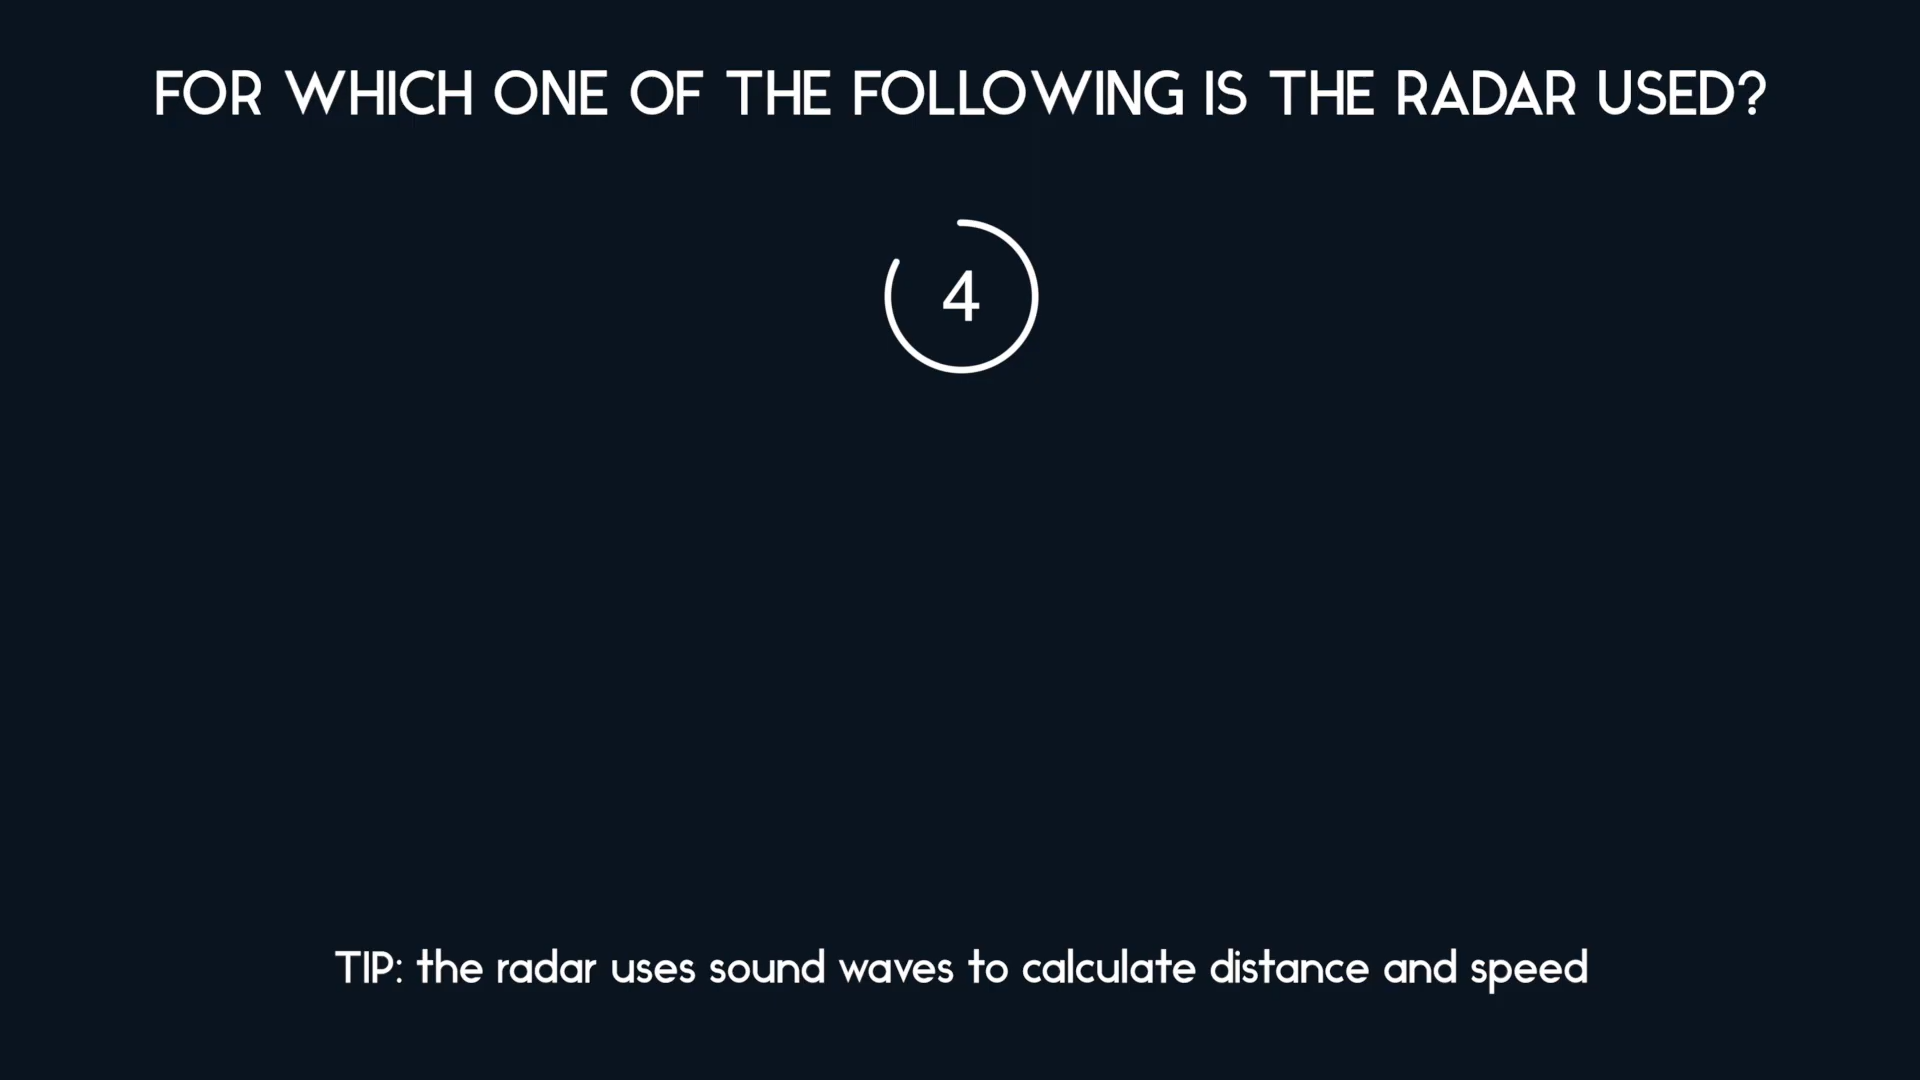 FOR WHICH ONE OF THE FOLLOWING IS THE RADAR USED?
4
TIP: the radar uses sound waves to calculate distance and speed